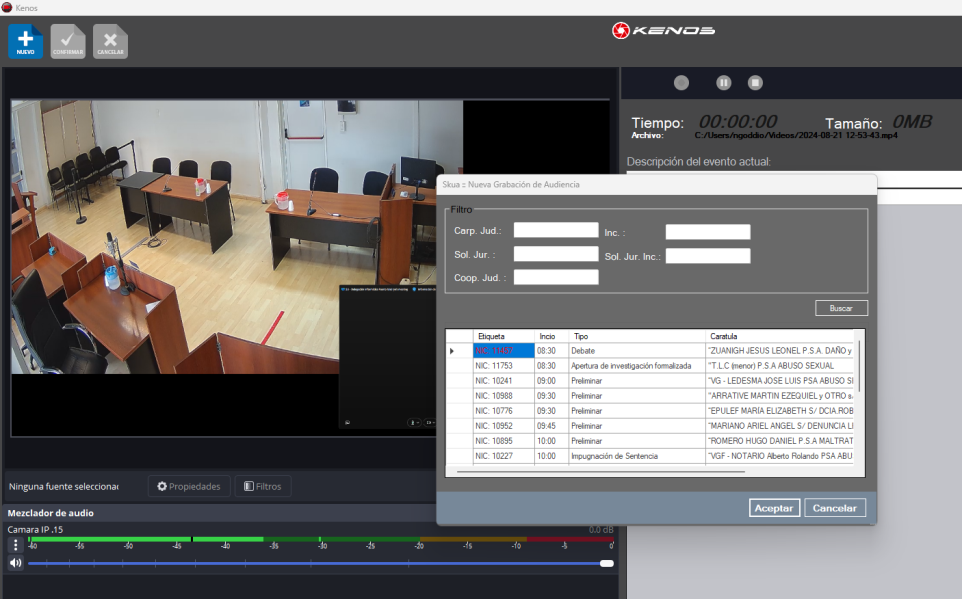 Kenos
NUEVO
CONFIRMAR
CANCELAR
KENOS
Tiempo: 00:00:00 Tamaño: 0MB
Archivo: C:/Users/ngoddio/Videos/2024-08-21 12-53-43.mp4
Descripción del evento actual:
Skua :: Nueva Grabación de Audiencia
Filtro
Carp. Jud.: Inc. :
Sol. Jur. : Sol. Jur. Inc.:
Coop. Jud. :
Buscar
Etiqueta Incio Tipo Caratula
NIC: 08:30 Debate "ZUANIGH JESUS LEONEL P.S.A. DAÑO y
NIC: 11753 08:30 Apertura de investigación formalizada "T.L.C (menor) P.S.A ABUSO SEXUAL
NIC: 10241 09:00 Preliminar "VG - LEDESMA JOSE LUIS PSA ABUSO SI
NIC: 10988 09:30 Preliminar "ARRATIVE MARTIN EZEQUIEL y OTRO s
NIC: 10776 09:30 Preliminar "EPULEF MARÍA ELIZABETH S/ DCIA.ROB
NIC: 10952 09:45 Preliminar "MARIANO ARIEL ANGEL S/ DENUNCIA L
NIC: 10895 10:00 Preliminar "ROMERO HUGO DANIEL P.S.A MALTRAT
NIC: 10227 10:00 Impugnación de Sentencia "VGF - NOTARIO Alberto Rolando PSA ABU
Aceptar Cancelar
Ninguna fuente seleccionad Propiedades Filtros
Mezclador de audio
Camara IP .15 0.0 dB
-60 -55 -50 -45 -40 -35 -30 -25 -20 -15 -10 -5 0